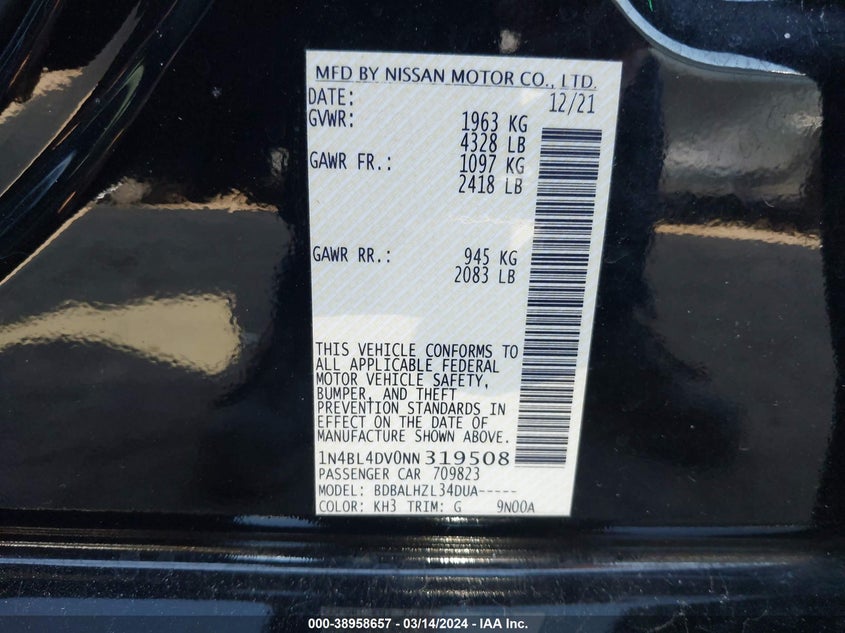 MFD BY NISSAN MOTOR CO., LTD.
DATE: 12/21
GVWR: 1963 KG
4328 LB
GAWR FR.: 1097 KG
2418 LB
GAWR RR.: 945 KG
2083 LB
THIS VEHICLE CONFORMS TO
ALL APPLICABLE FEDERAL
MOTOR VEHICLE SAFETY,
BUMPER, AND THEFT
PREVENTION STANDARDS IN
EFFECT ON THE DATE OF
MANUFACTURE SHOWN ABOVE.
1N4BL4DV0NN319508
PASSENGER CAR 709823
MODEL: BDBALHZL34DUA-----
COLOR: KH3 TRIM: G 9N00A
000-38958657 - 03/14/2024 - IAA Inc.